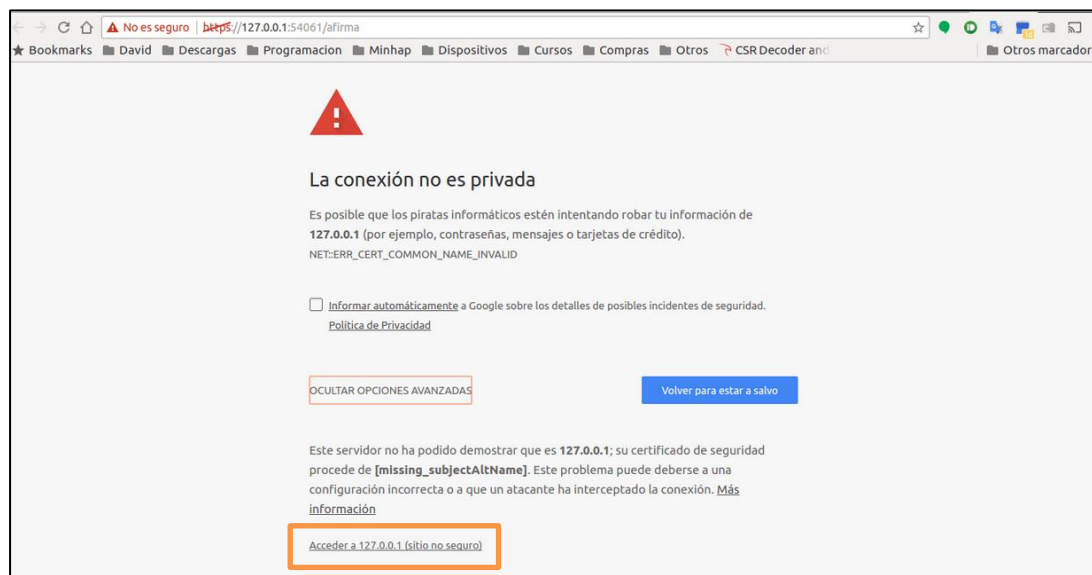 No es seguro | https://127.0.0.1:54061/afirma
Bookmarks David Descargas Programacion Minhap Dispositivos Cursos Compras Otros CSR Decoder and Otros marcador
La conexión no es privada
Es posible que los piratas informáticos estén intentando robar tu información de
127.0.0.1 (por ejemplo, contraseñas, mensajes o tarjetas de crédito).
NET::ERR_CERT_COMMON_NAME_INVALID
Informar automáticamente a Google sobre los detalles de posibles incidentes de seguridad.
Política de Privacidad
OCULTAR OPCIONES AVANZADAS Volver para estar a salvo
Este servidor no ha podido demostrar que es 127.0.0.1; su certificado de seguridad
procede de [missing_subjectAltName]. Este problema puede deberse a una
configuración incorrecta o a que un atacante ha interceptado la conexión. Más
información
Acceder a 127.0.0.1 (sitio no seguro)